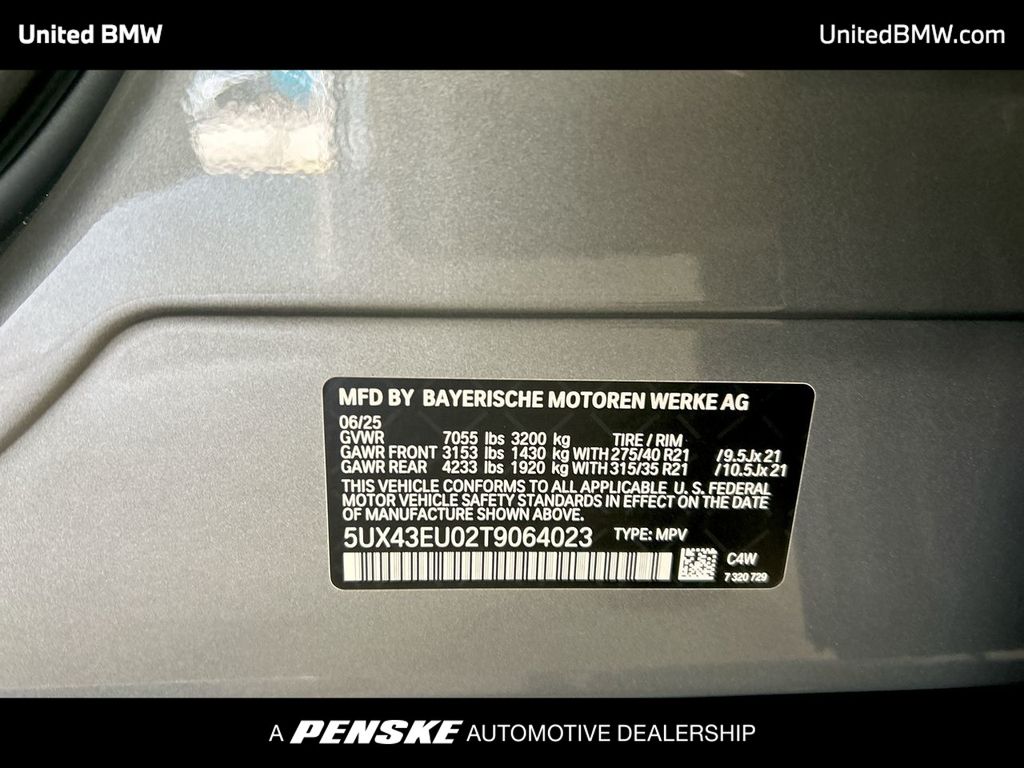 United BMW
UnitedBMW.com
MFD BY BAYERISCHE MOTOREN WERKE AG
06/25
GVWR 7055 lbs 3200 kg TIRE / RIM
GAWR FRONT 3153 lbs 1430 kg WITH 275/40 R21 /9.5Jx21
GAWR REAR 4233 lbs 1920 kg WITH 315/35 R21 /10.5Jx21
THIS VEHICLE CONFORMS TO ALL APPLICABLE U. S. FEDERAL
MOTOR VEHICLE SAFETY STANDARDS IN EFFECT ON THE DATE
OF MANUFACTURE SHOWN ABOVE.
5UX43EU02T9064023 TYPE: MPV
C4W
7 320 729
A PENSKE AUTOMOTIVE DEALERSHIP